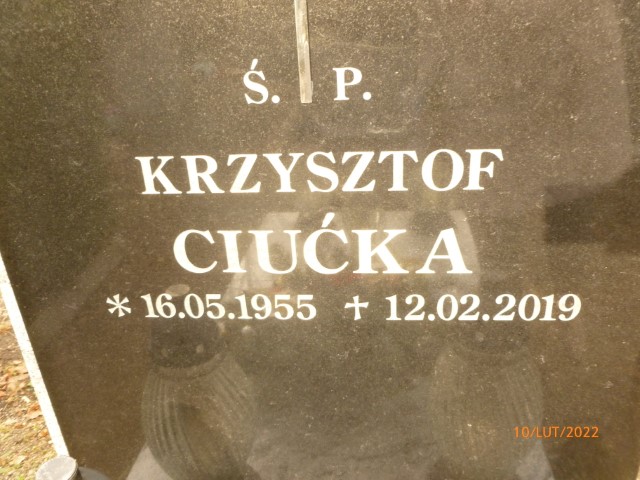 Ś. P.
KRZYSZTOF
CIUĆKA
* 16.05.1955 ✝ 12.02.2019
10/LUT/2022